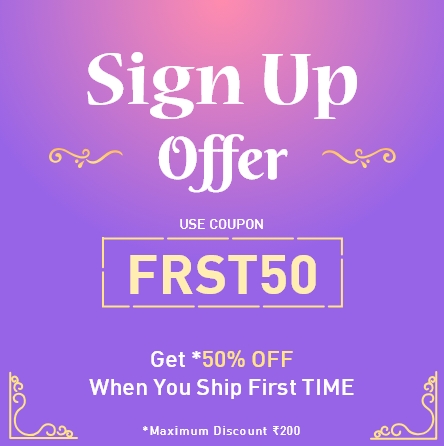 Sign Up
Offer
USE COUPON
FRST50
Get *50% OFF
When You Ship First TIME
*Maximum Discount ₹200